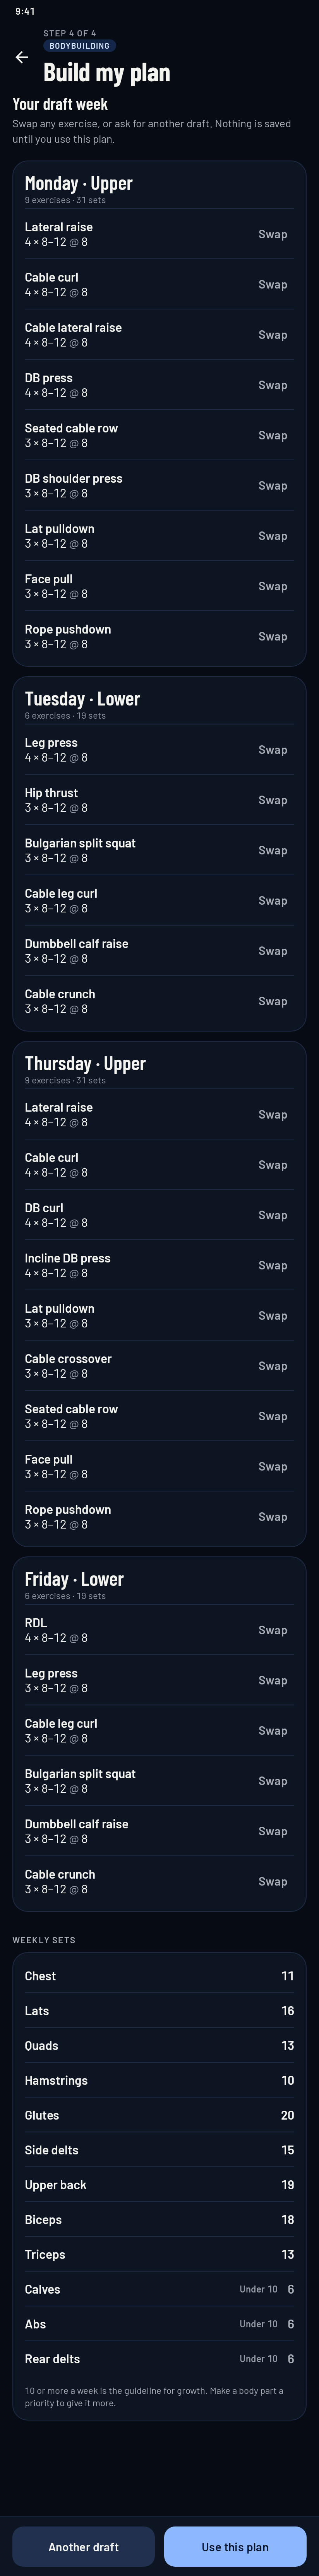 9:41
STEP 4 OF 4
BODYBUILDING
Build my plan
Your draft week
Swap any exercise, or ask for another draft. Nothing is saved
until you use this plan.
Monday · Upper
9 exercises · 31 sets
Lateral raise
4 × 8–12 @ 8
Swap
Cable curl
4 × 8–12 @ 8
Swap
Cable lateral raise
4 × 8–12 @ 8
Swap
DB press
4 × 8–12 @ 8
Swap
Seated cable row
3 × 8–12 @ 8
Swap
DB shoulder press
3 × 8–12 @ 8
Swap
Lat pulldown
3 × 8–12 @ 8
Swap
Face pull
3 × 8–12 @ 8
Swap
Rope pushdown
3 × 8–12 @ 8
Swap
Tuesday · Lower
6 exercises · 19 sets
Leg press
4 × 8–12 @ 8
Swap
Hip thrust
3 × 8–12 @ 8
Swap
Bulgarian split squat
3 × 8–12 @ 8
Swap
Cable leg curl
3 × 8–12 @ 8
Swap
Dumbbell calf raise
3 × 8–12 @ 8
Swap
Cable crunch
3 × 8–12 @ 8
Swap
Thursday · Upper
9 exercises · 31 sets
Lateral raise
4 × 8–12 @ 8
Swap
Cable curl
4 × 8–12 @ 8
Swap
DB curl
4 × 8–12 @ 8
Swap
Incline DB press
4 × 8–12 @ 8
Swap
Lat pulldown
3 × 8–12 @ 8
Swap
Cable crossover
3 × 8–12 @ 8
Swap
Seated cable row
3 × 8–12 @ 8
Swap
Face pull
3 × 8–12 @ 8
Swap
Rope pushdown
3 × 8–12 @ 8
Swap
Friday · Lower
6 exercises · 19 sets
RDL
4 × 8–12 @ 8
Swap
Leg press
3 × 8–12 @ 8
Swap
Cable leg curl
3 × 8–12 @ 8
Swap
Bulgarian split squat
3 × 8–12 @ 8
Swap
Dumbbell calf raise
3 × 8–12 @ 8
Swap
Cable crunch
3 × 8–12 @ 8
Swap
WEEKLY SETS
Chest 11
Lats 16
Quads 13
Hamstrings 10
Glutes 20
Side delts 15
Upper back 19
Biceps 18
Triceps 13
Calves Under 10 6
Abs Under 10 6
Rear delts Under 10 6
10 or more a week is the guideline for growth. Make a body part a
priority to give it more.
Another draft
Use this plan